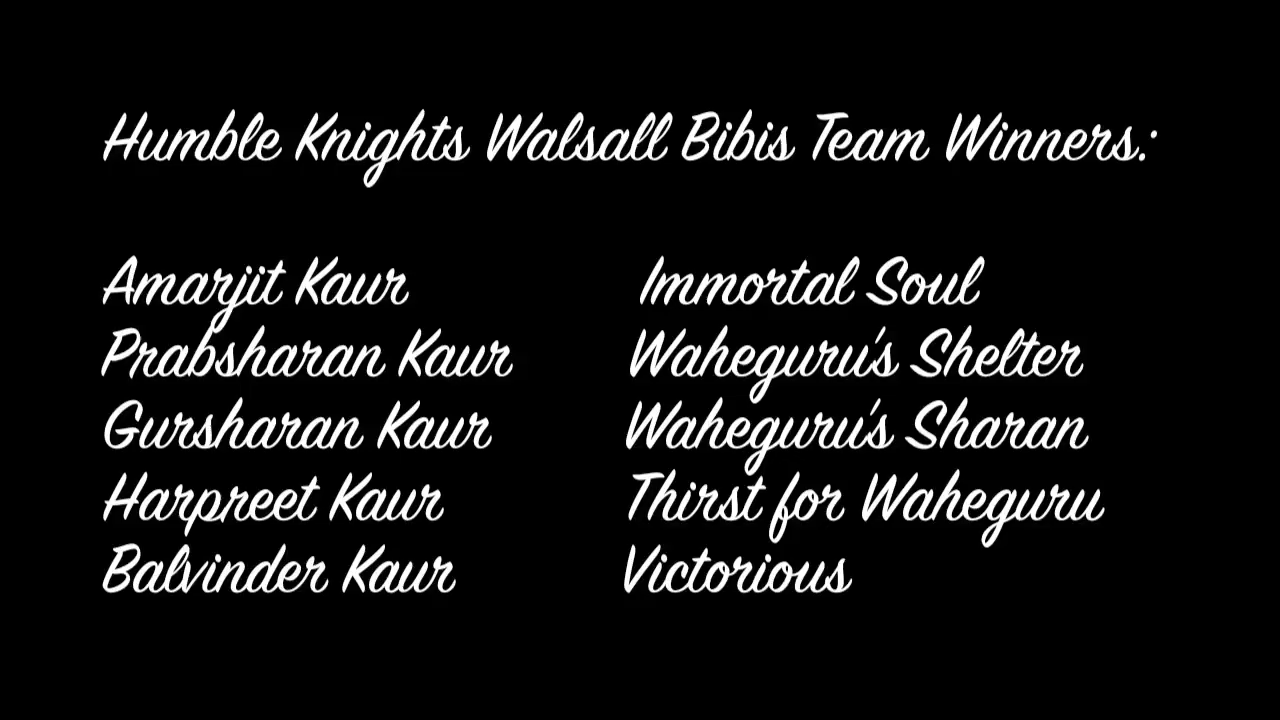 Humble Knights Walsall Bibis Team Winners:
Amarjit Kaur Immortal Soul
Prabsharan Kaur Waheguru's Shelter
Gursharan Kaur Waheguru's Sharan
Harpreet Kaur Thirst for Waheguru
Balvinder Kaur Victorious